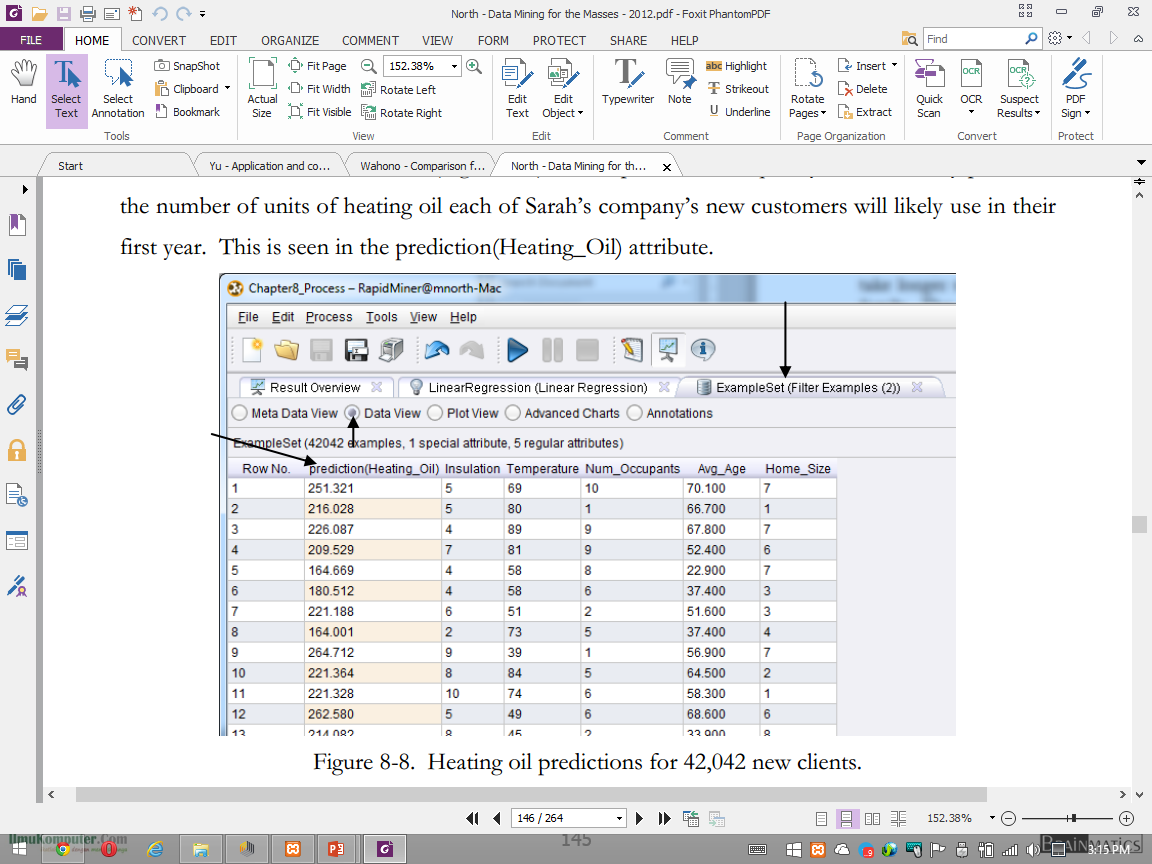 North - Data Mining for the Masses - 2012.pdf - Foxit PhantomPDF
FILE HOME CONVERT EDIT ORGANIZE COMMENT VIEW FORM PROTECT SHARE HELP
Find
Hand
Select Text
Select Annotation
SnapShot
Clipboard
Bookmark
Tools
Actual Size
Fit Page
Fit Width
Fit Visible
152.38%
Rotate Left
Rotate Right
View
Edit Text
Edit Object
Edit
Typewriter
Note
abc Highlight
Strikeout
U Underline
Comment
Rotate Pages
Insert
Delete
Extract
Page Organization
Quick Scan
OCR
OCR
OCR
Suspect Results
Convert
PDF Sign
Protect
Start
Yu - Application and co...
Wahono - Comparison f...
North - Data Mining for th...
the number of units of heating oil each of Sarah's company's new customers will likely use in their
first year. This is seen in the prediction(Heating_Oil) attribute.
Chapter8_Process – RapidMiner@mnorth-Mac
File Edit Process Tools View Help
Result Overview
LinearRegression (Linear Regression)
ExampleSet (Filter Examples (2))
Meta Data View Data View Plot View Advanced Charts Annotations
ExampleSet (42042 examples, 1 special attribute, 5 regular attributes)
Row No. prediction(Heating_Oil) Insulation Temperature Num_Occupants Avg_Age Home_Size
1 251.321 5 69 10 70.100 7
2 216.028 5 80 1 66.700 1
3 226.087 4 89 9 67.800 7
4 209.529 7 81 9 52.400 6
5 164.669 4 58 8 22.900 7
6 180.512 4 58 6 37.400 3
7 221.188 6 51 2 51.600 3
8 164.001 2 73 5 37.400 4
9 264.712 9 39 1 56.900 7
10 221.364 8 84 5 64.500 2
11 221.328 10 74 6 58.300 1
12 262.580 5 49 6 68.600 6
13 214.082 8 45 2 33.900 8
Figure 8-8. Heating oil predictions for 42,042 new clients.
146 / 264
152.38%
IlmuKomputer.Com
145
BRAINMATICS
3:15 PM